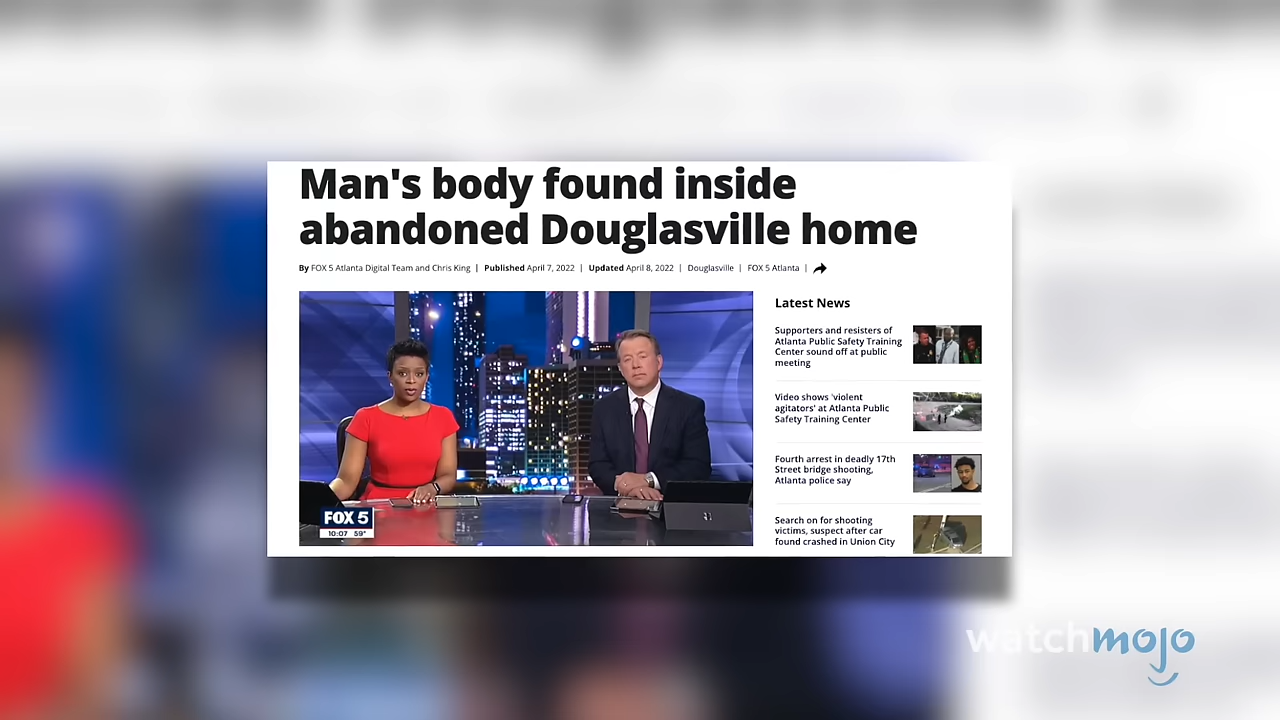 Man's body found inside
abandoned Douglasville home
By FOX 5 Atlanta Digital Team and Chris King | Published April 7, 2022 | Updated April 8, 2022 | Douglasville | FOX 5 Atlanta |
Latest News
Supporters and resisters of
Atlanta Public Safety Training
Center sound off at public
meeting
Video shows 'violent
agitators' at Atlanta Public
Safety Training Center
Fourth arrest in deadly 17th
Street bridge shooting,
Atlanta police say
Search on for shooting
victims, suspect after car
found crashed in Union City
FOX 5
10:07 59°
watchmojo